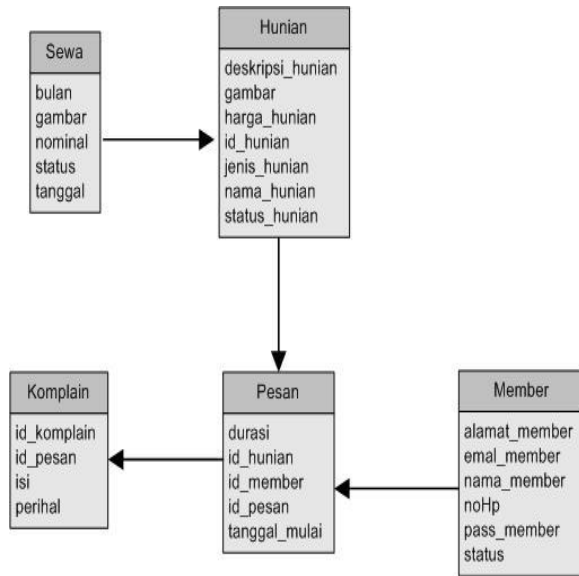 Sewa
bulan
gambar
nominal
status
tanggal
Hunian
deskripsi_hunian
gambar
harga_hunian
id_hunian
jenis_hunian
nama_hunian
status_hunian
Komplain
id_komplain
id_pesan
isi
perihal
Pesan
durasi
id_hunian
id_member
id_pesan
tanggal_mulai
Member
alamat_member
emal_member
nama_member
noHp
pass_member
status